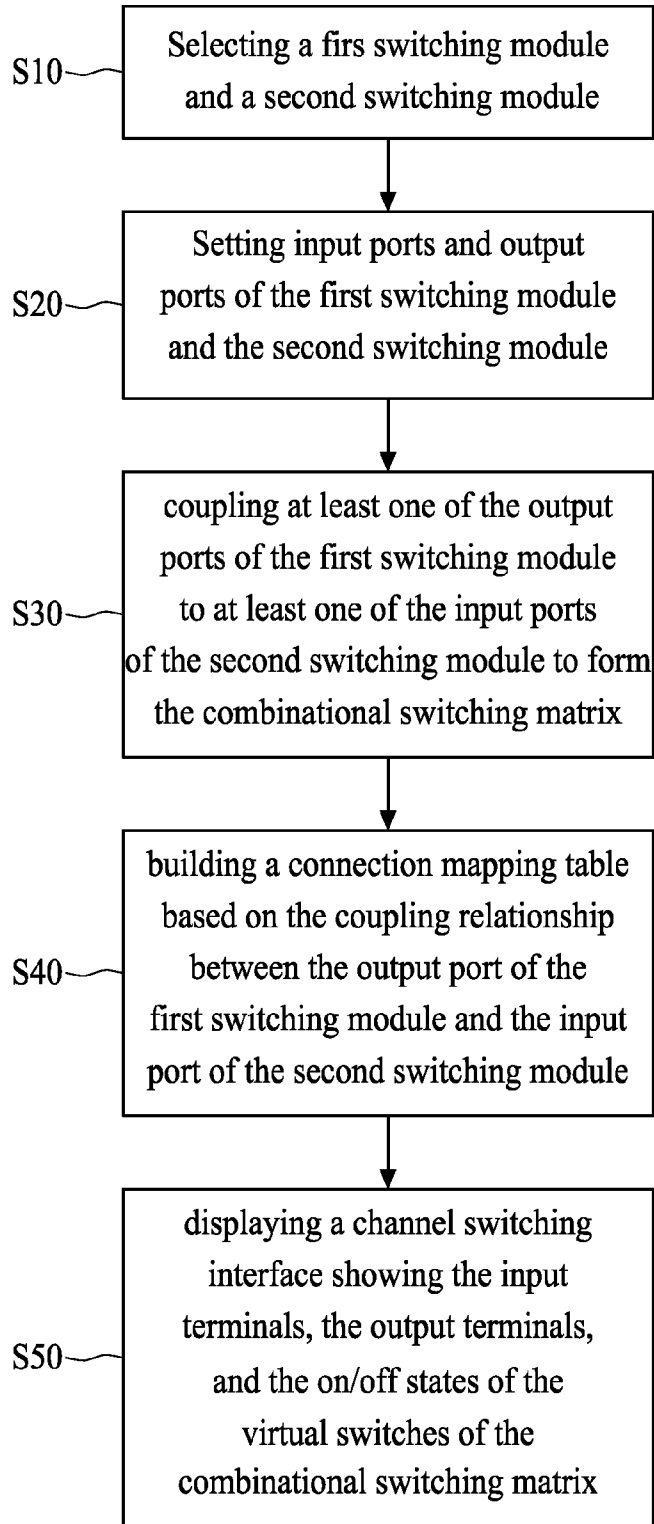 S10
Selecting a firs switching module
and a second switching module
S20
Setting input ports and output
ports of the first switching module
and the second switching module
S30
coupling at least one of the output
ports of the first switching module
to at least one of the input ports
of the second switching module to form
the combinational switching matrix
S40
building a connection mapping table
based on the coupling relationship
between the output port of the
first switching module and the input
port of the second switching module
S50
displaying a channel switching
interface showing the input
terminals, the output terminals,
and the on/off states of the
virtual switches of the
combinational switching matrix